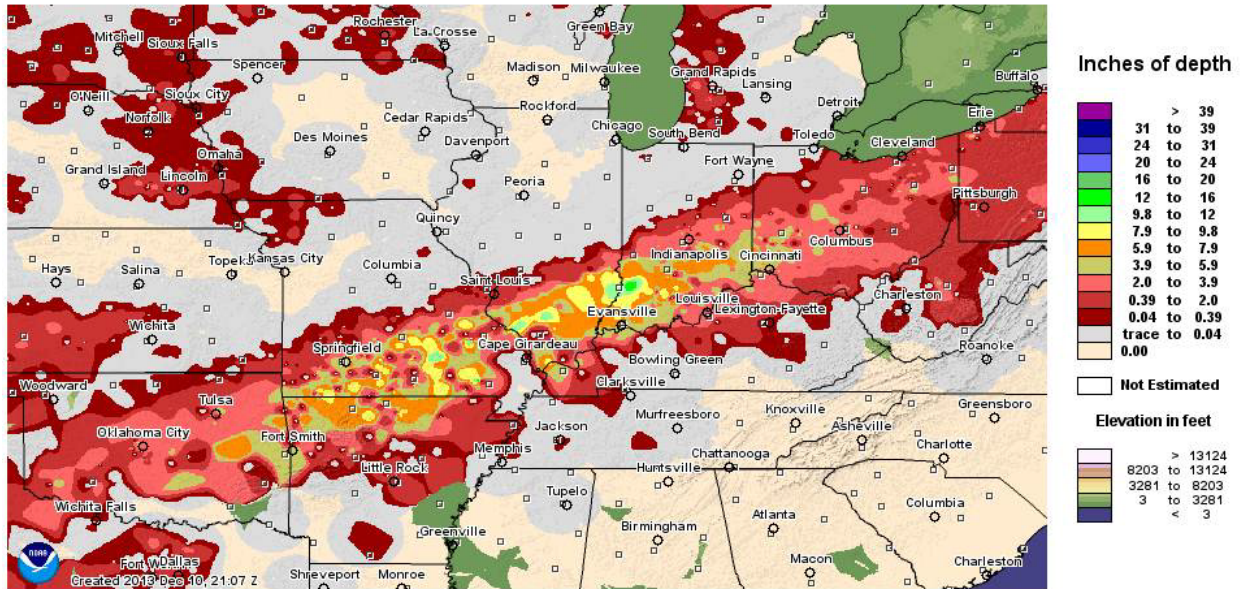 Mitchell
Sioux Falls
Rochester
La Crosse
Green Bay
Spencer
Madison
Milwaukee
Grand Rapids
Lansing
Buffalo
O'Neill
Sioux City
Norfolk
Rockford
Detroit
Erie
Des Moines
Cedar Rapids
Davenport
Chicago
South Bend
Toledo
Cleveland
Omaha
Grand Island
Lincoln
Peoria
Fort Wayne
Pittsburgh
Quincy
Indianapolis
Columbus
Hays
Salina
Kansas City
Columbia
Cincinnati
Saint Louis
Charleston
Wichita
Evansville
Louisville
Lexington-Fayette
Springfield
Cape Girardeau
Roanoke
Woodward
Bowling Green
Tulsa
Clarksville
Murfreesboro
Knoxville
Greensboro
Oklahoma City
Fort Smith
Jackson
Asheville
Memphis
Chattanooga
Charlotte
Little Rock
Huntsville
Wichita Falls
Tupelo
Columbia
Greenville
Birmingham
Atlanta
Dallas
Macon
Charleston
Shreveport
Monroe
NOAA
Created 2013 Dec 10, 21:07 Z
Inches of depth
> 39
31 to 39
24 to 31
20 to 24
16 to 20
12 to 16
9.8 to 12
7.9 to 9.8
5.9 to 7.9
3.9 to 5.9
2.0 to 3.9
0.39 to 2.0
0.04 to 0.39
trace to 0.04
0.00
Not Estimated
Elevation in feet
> 13124
8203 to 13124
3281 to 8203
3 to 3281
< 3